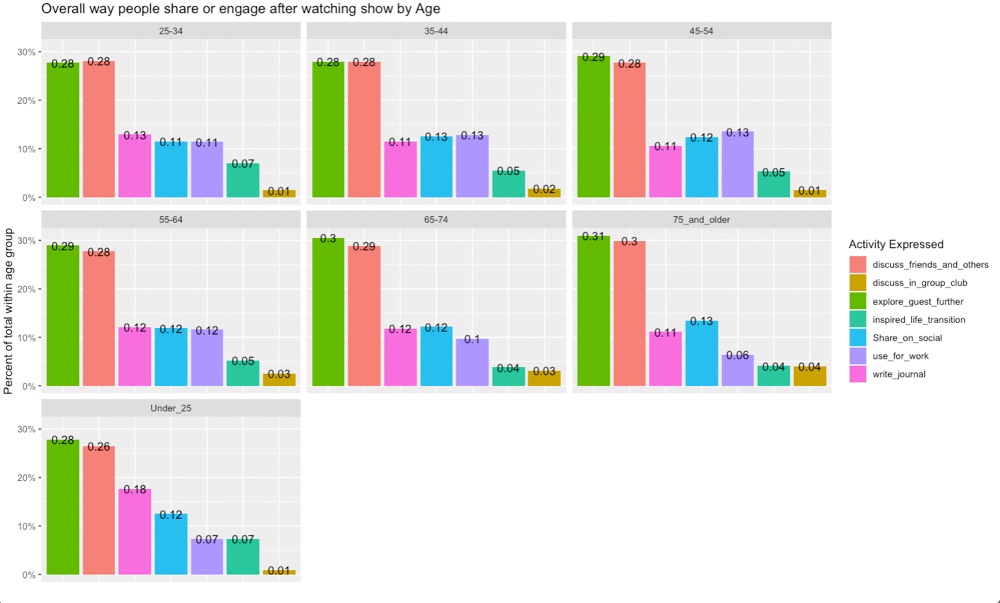 Overall way people share or engage after watching show by Age
Percent of total within age group
25-34
35-44
45-54
30%
20%
10%
0%
0.28 0.28 0.13 0.11 0.11 0.07 0.01
0.28 0.28 0.11 0.13 0.13 0.05 0.02
0.29 0.28 0.11 0.12 0.13 0.05 0.01
55-64
65-74
75_and_older
30%
20%
10%
0%
0.29 0.28 0.12 0.12 0.12 0.05 0.03
0.3 0.29 0.12 0.12 0.1 0.04 0.03
0.31 0.3 0.11 0.13 0.06 0.04 0.04
Under_25
30%
20%
10%
0%
0.28 0.26 0.18 0.12 0.07 0.07 0.01
Activity Expressed
discuss_friends_and_others
discuss_in_group_club
explore_guest_further
inspired_life_transition
Share_on_social
use_for_work
write_journal